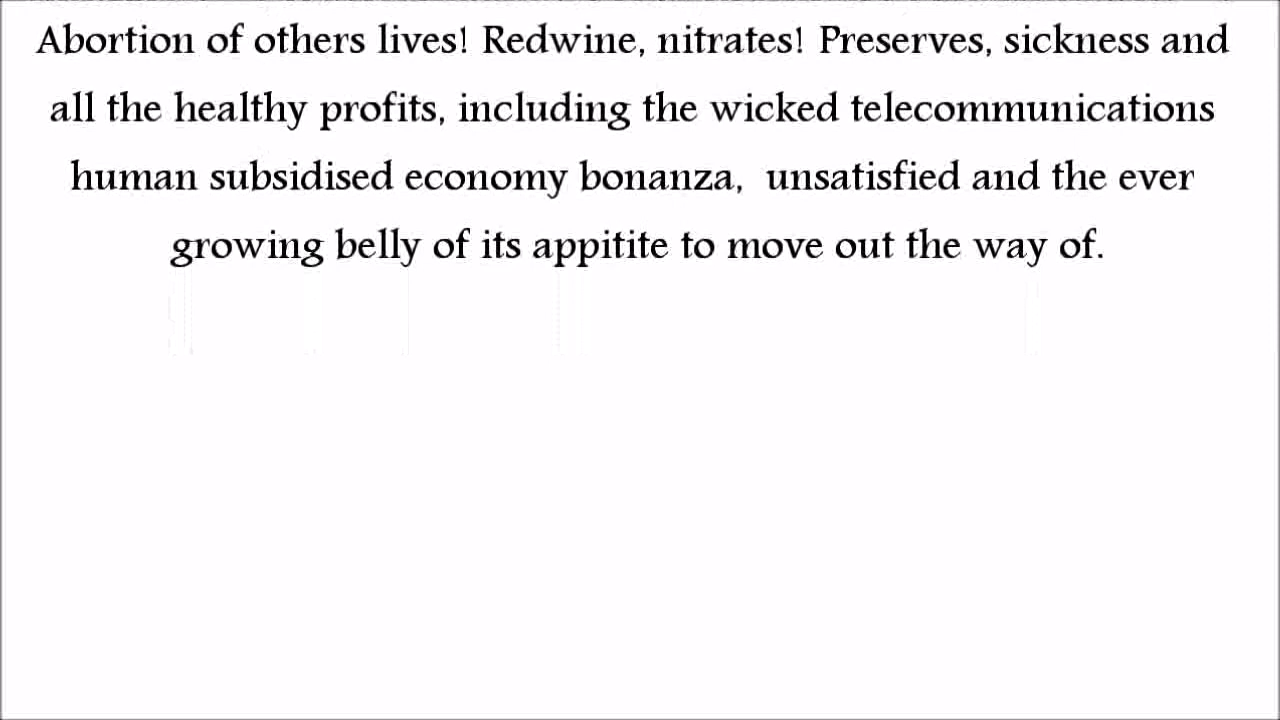 Abortion of others lives! Redwine, nitrates! Preserves, sickness and
all the healthy profits, including the wicked telecommunications
human subsidised economy bonanza,  unsatisfied and the ever
growing belly of its appitite to move out the way of.